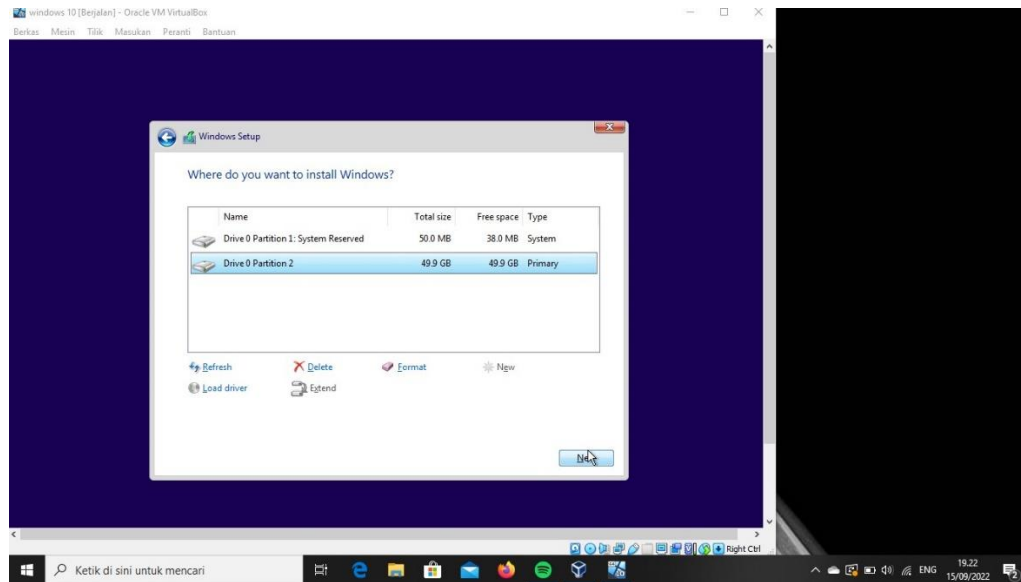 windows 10 [Berjalan] - Oracle VM VirtualBox
Berkas Mesin Tilik Masukan Peranti Bantuan
Windows Setup
Where do you want to install Windows?
Name Total size Free space Type
Drive 0 Partition 1: System Reserved 50.0 MB 38.0 MB System
Drive 0 Partition 2 49.9 GB 49.9 GB Primary
Refresh Delete Format New
Load driver Extend
Right Ctrl
Ketik di sini untuk mencari
ENG
19.22
15/09/2022